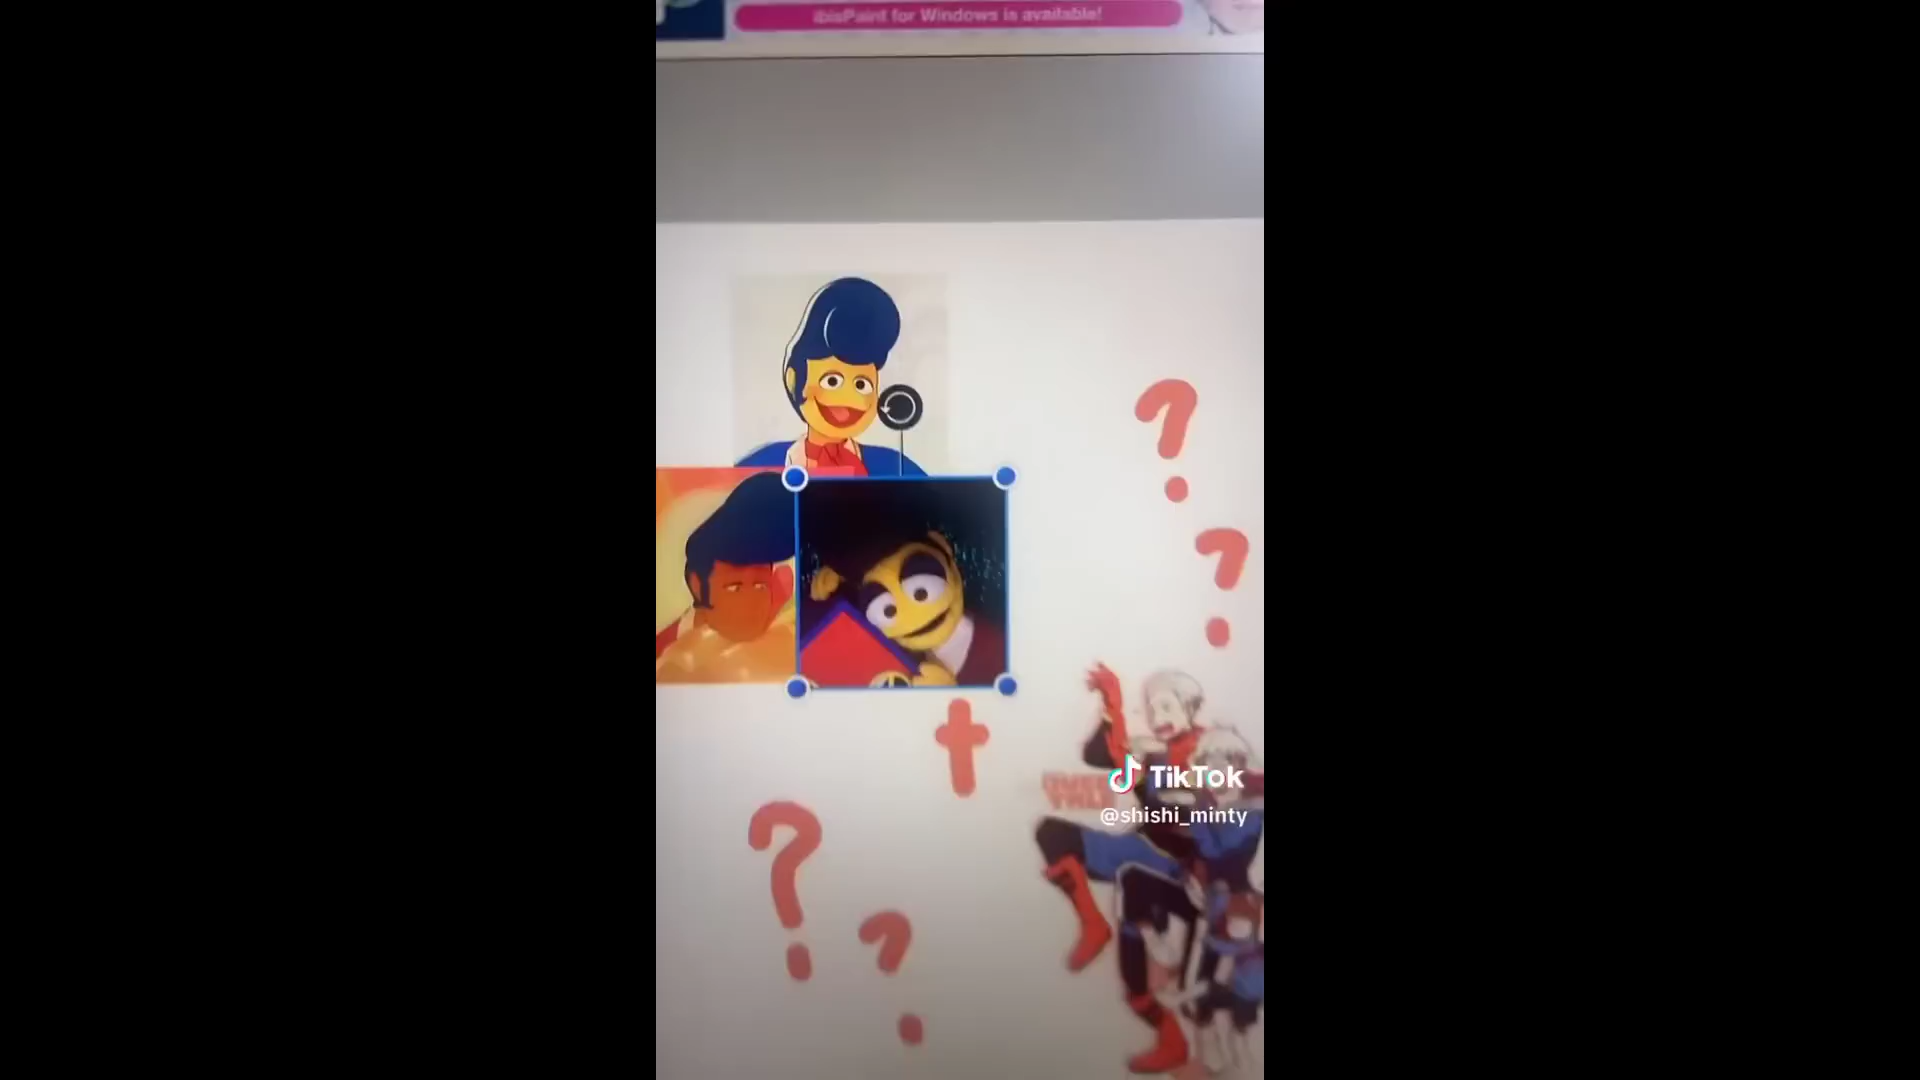 ibisPaint for Windows is available!
?
?
t
TikTok
@shishi_minty
?
?